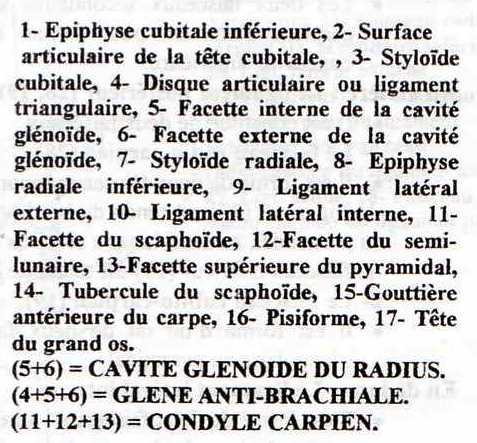 1- Epiphyse cubitale inférieure, 2- Surface
articulaire de la tête cubitale, , 3- Styloïde
cubitale, 4- Disque articulaire ou ligament
triangulaire, 5- Facette interne de la cavité
glénoïde, 6- Facette externe de la cavité
glénoïde, 7- Styloïde radiale, 8- Epiphyse
radiale inférieure, 9- Ligament latéral
externe, 10- Ligament latéral interne, 11-
Facette du scaphoïde, 12-Facette du semi-
lunaire, 13-Facette supérieure du pyramidal,
14- Tubercule du scaphoïde, 15-Gouttière
antérieure du carpe, 16- Pisiforme, 17- Tête
du grand os.
(5+6) = CAVITE GLENOIDE DU RADIUS.
(4+5+6) = GLENE ANTI-BRACHIALE.
(11+12+13) = CONDYLE CARPIEN.